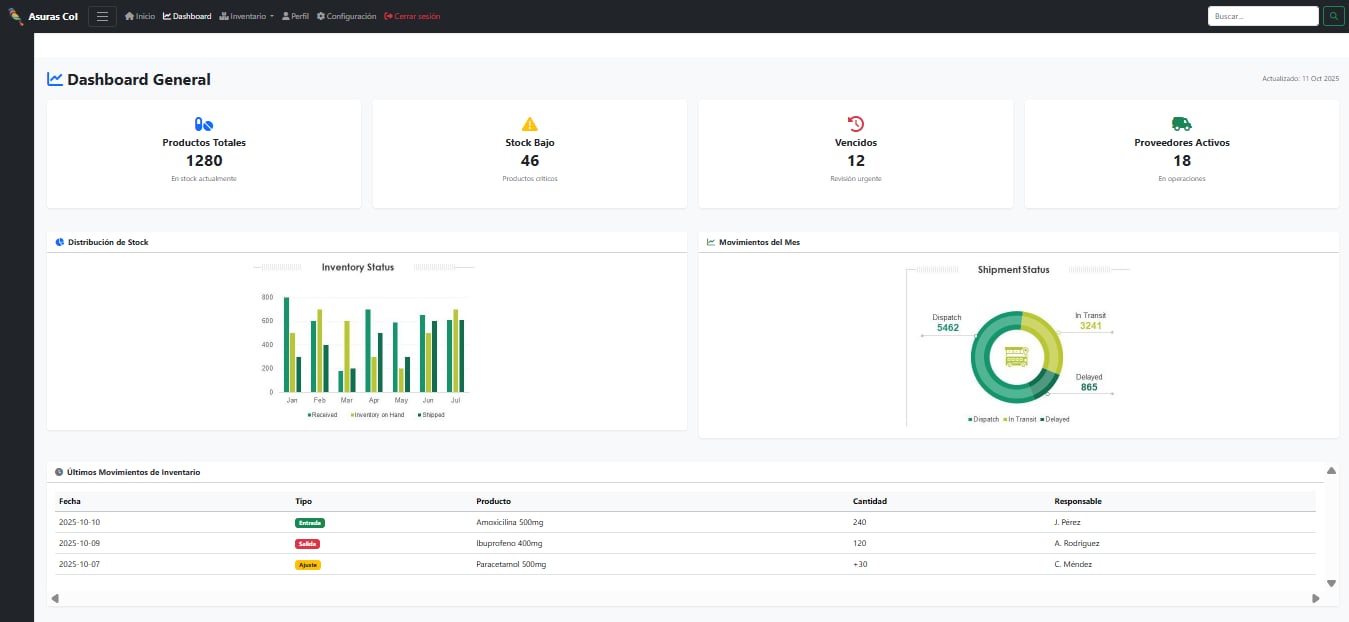 Asuras Col Inicio Dashboard Inventario Perfil Configuración Cerrar sesión Buscar...
Dashboard General
Actualizado: 11 Oct 2025
Productos Totales
1280
En stock actualmente
Stock Bajo
46
Productos críticos
Vencidos
12
Revisión urgente
Proveedores Activos
18
En operaciones
Distribución de Stock
Inventory Status
800
600
400
200
0
Jan Feb Mar Apr May Jun Jul
Received Inventory on Hand Shipped
Movimientos del Mes
Shipment Status
Dispatch
5462
In Transit
3241
Delayed
865
Dispatch In Transit Delayed
Últimos Movimientos de Inventario
Fecha Tipo Producto Cantidad Responsable
2025-10-10 Entrada Amoxicilina 500mg 240 J. Pérez
2025-10-09 Salida Ibuprofeno 400mg 120 A. Rodríguez
2025-10-07 Ajuste Paracetamol 500mg +30 C. Méndez